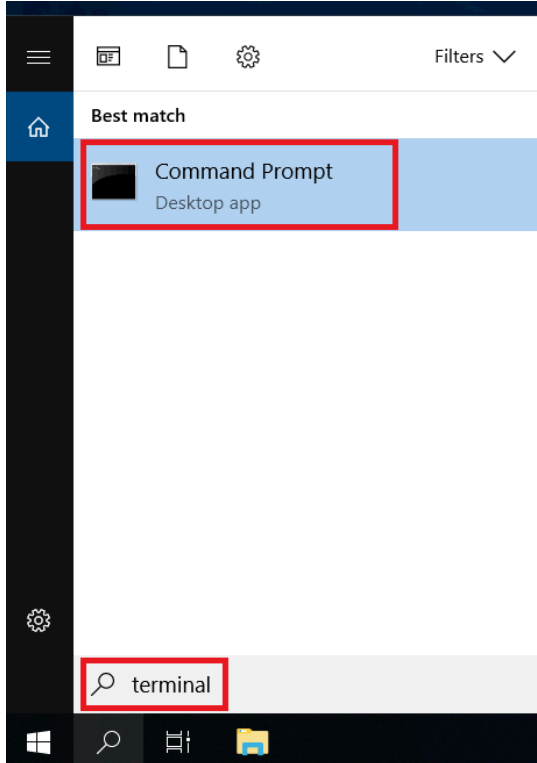 Filters
Best match
Command Prompt
Desktop app
terminal